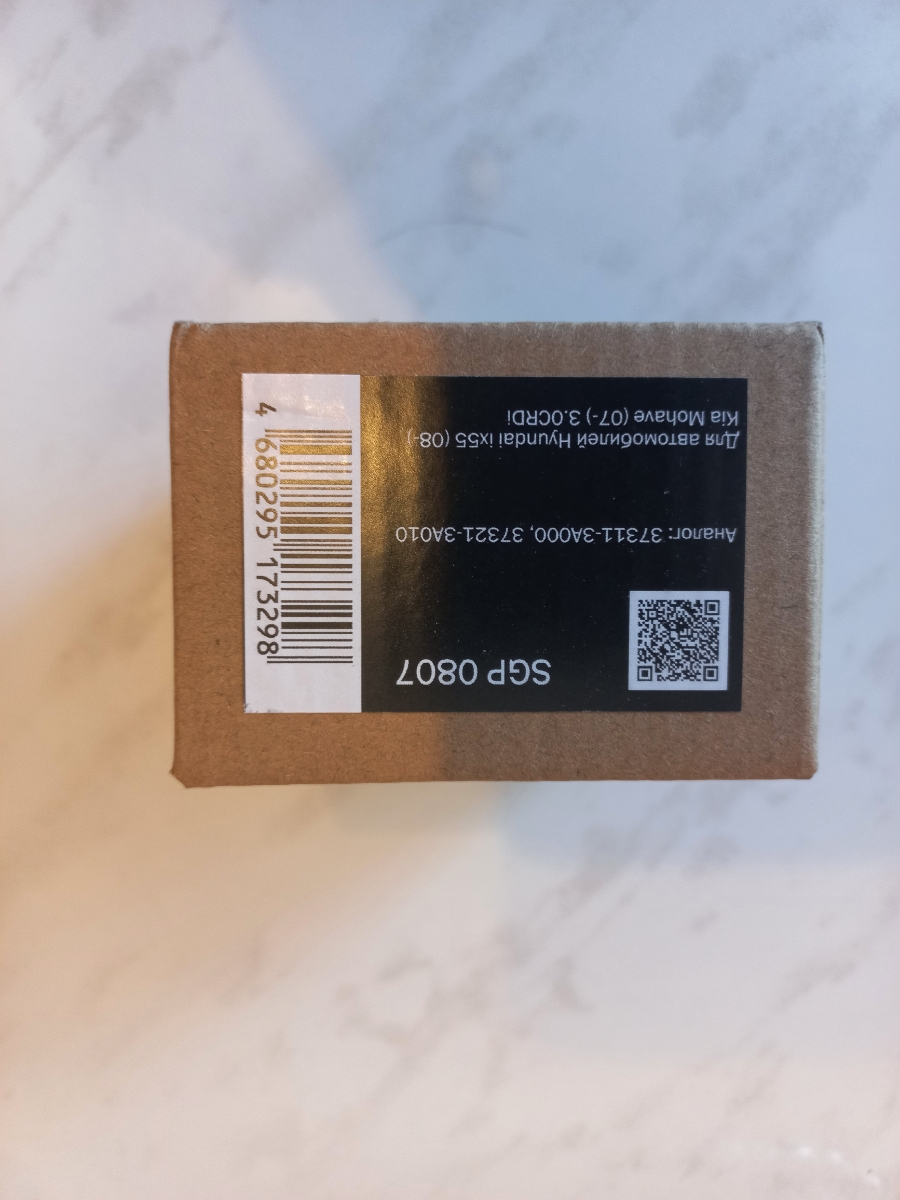 SGP 0807
Аналог: 37311-3A000, 37321-3A010
Для автомобилей Hyundai ix55 (08-)
Kia Mohave (07-) 3.0CRDi
4 680295 173298